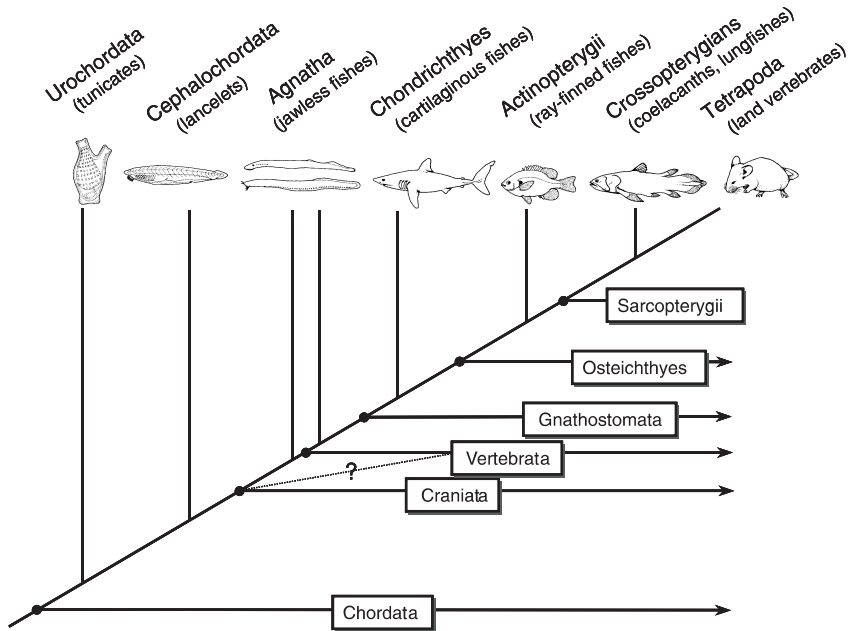 Urochordata
(tunicates)
Cephalochordata
(lancelets)
Agnatha
(jawless fishes)
Chondrichthyes
(cartilaginous fishes)
Actinopterygii
(ray-finned fishes)
Crossopterygians
(coelacanths, lungfishes)
Tetrapoda
(land vertebrates)
Sarcopterygii
Osteichthyes
Gnathostomata
Vertebrata
?
Craniata
Chordata